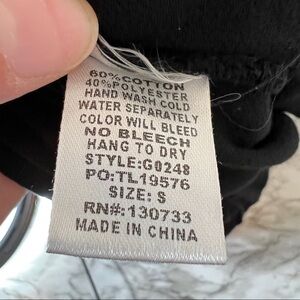 60%COTTON
40%POLYESTER
HAND WASH COLD
WATER SEPARATELY
COLOR WILL BLEED
NO BLEECH
HANG TO DRY
STYLE:G0248
PO:TL19576
SIZE: S
RN#:130733
MADE IN CHINA